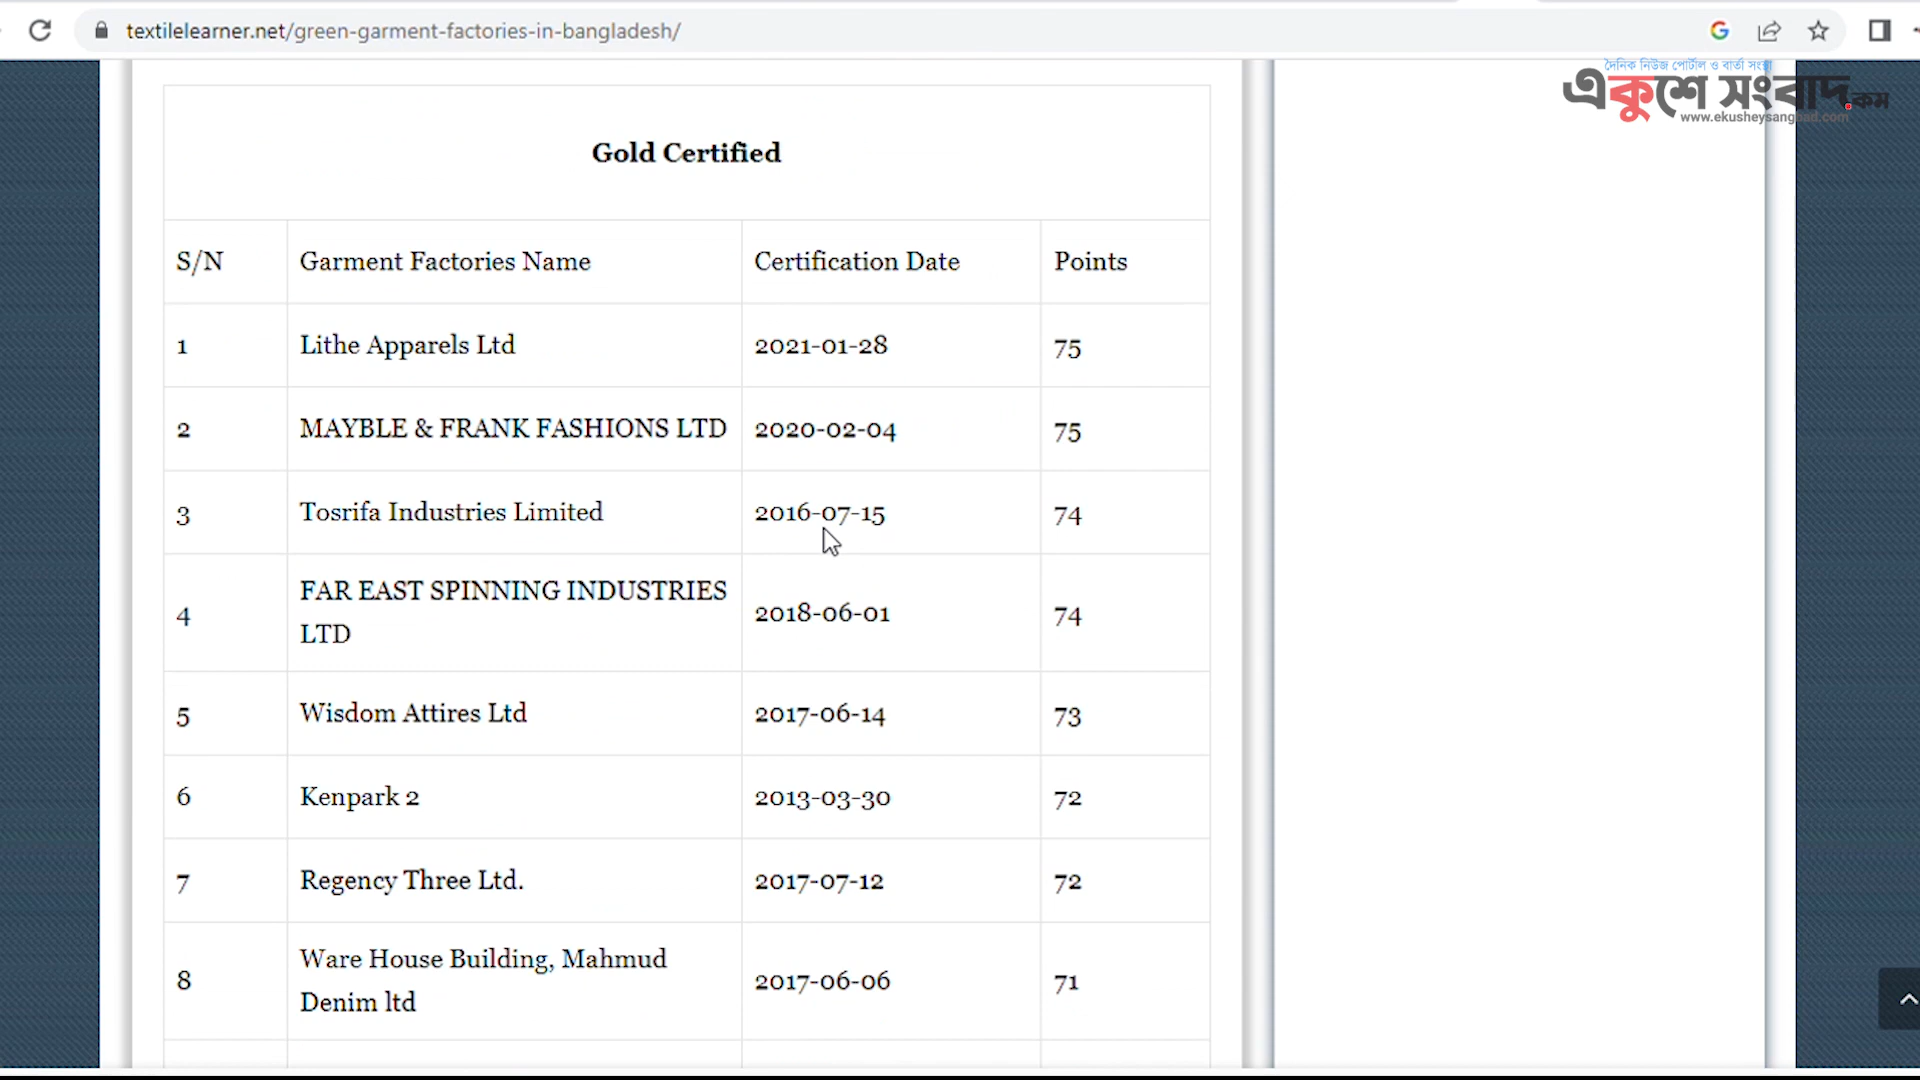 textilelearner.net/green-garment-factories-in-bangladesh/
দৈনিক নিউজ পোর্টাল ও বার্তা সংস্থা
একুশে সংবাদ.কম
www.ekusheysangbad.com
Gold Certified
S/N Garment Factories Name Certification Date Points
1 Lithe Apparels Ltd 2021-01-28 75
2 MAYBLE & FRANK FASHIONS LTD 2020-02-04 75
3 Tosrifa Industries Limited 2016-07-15 74
4 FAR EAST SPINNING INDUSTRIES
LTD 2018-06-01 74
5 Wisdom Attires Ltd 2017-06-14 73
6 Kenpark 2 2013-03-30 72
7 Regency Three Ltd. 2017-07-12 72
8 Ware House Building, Mahmud
Denim ltd 2017-06-06 71